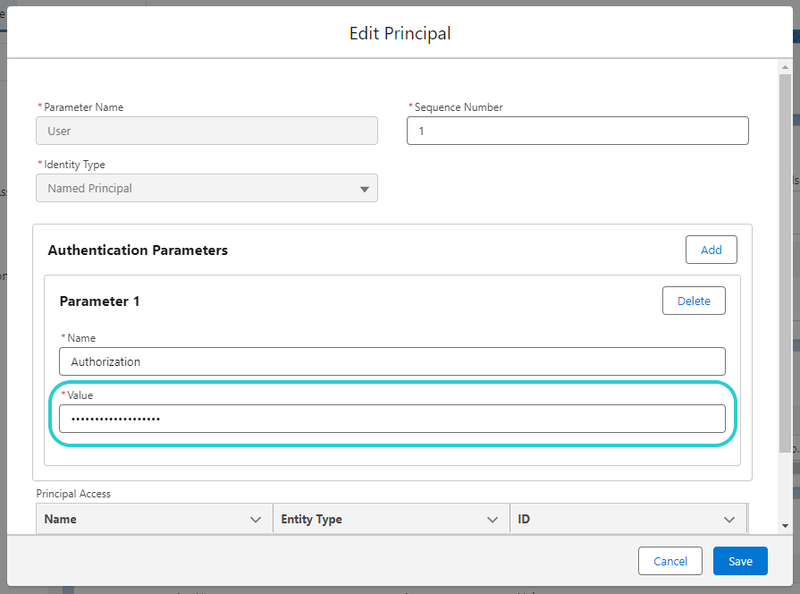 Edit Principal
* Parameter Name
* Sequence Number
User
1
* Identity Type
Named Principal
Authentication Parameters
Add
Parameter 1
Delete
* Name
Authorization
* Value
•••••••••••••••••••
Principal Access
Name
Entity Type
ID
Cancel
Save